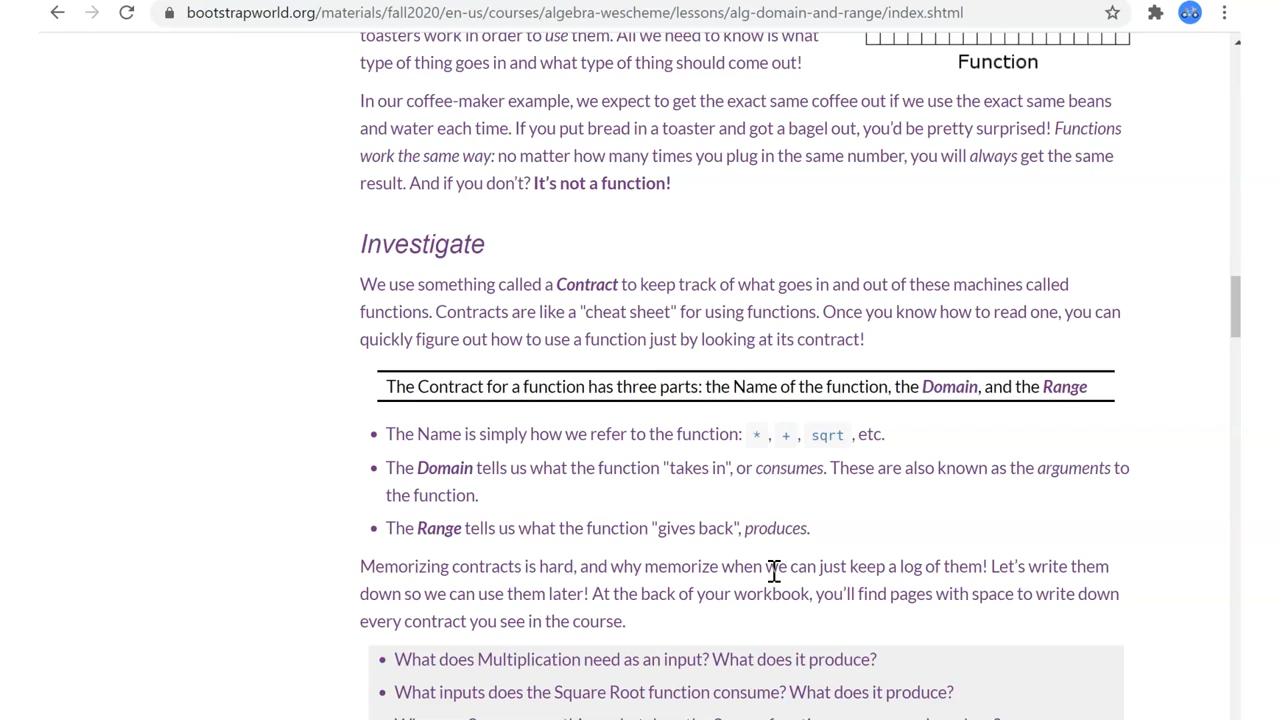 bootstrapworld.org/materials/fall2020/en-us/courses/algebra-wescheme/lessons/alg-domain-and-range/index.shtml
toasters work in order to use them. All we need to know is what
type of thing goes in and what type of thing should come out!
Function
In our coffee-maker example, we expect to get the exact same coffee out if we use the exact same beans
and water each time. If you put bread in a toaster and got a bagel out, you'd be pretty surprised! Functions
work the same way: no matter how many times you plug in the same number, you will always get the same
result. And if you don't? It's not a function!
Investigate
We use something called a Contract to keep track of what goes in and out of these machines called
functions. Contracts are like a "cheat sheet" for using functions. Once you know how to read one, you can
quickly figure out how to use a function just by looking at its contract!
The Contract for a function has three parts: the Name of the function, the Domain, and the Range
• The Name is simply how we refer to the function: * , + , sqrt , etc.
• The Domain tells us what the function "takes in", or consumes. These are also known as the arguments to
the function.
• The Range tells us what the function "gives back", produces.
Memorizing contracts is hard, and why memorize when we can just keep a log of them! Let's write them
down so we can use them later! At the back of your workbook, you'll find pages with space to write down
every contract you see in the course.
• What does Multiplication need as an input? What does it produce?
• What inputs does the Square Root function consume? What does it produce?